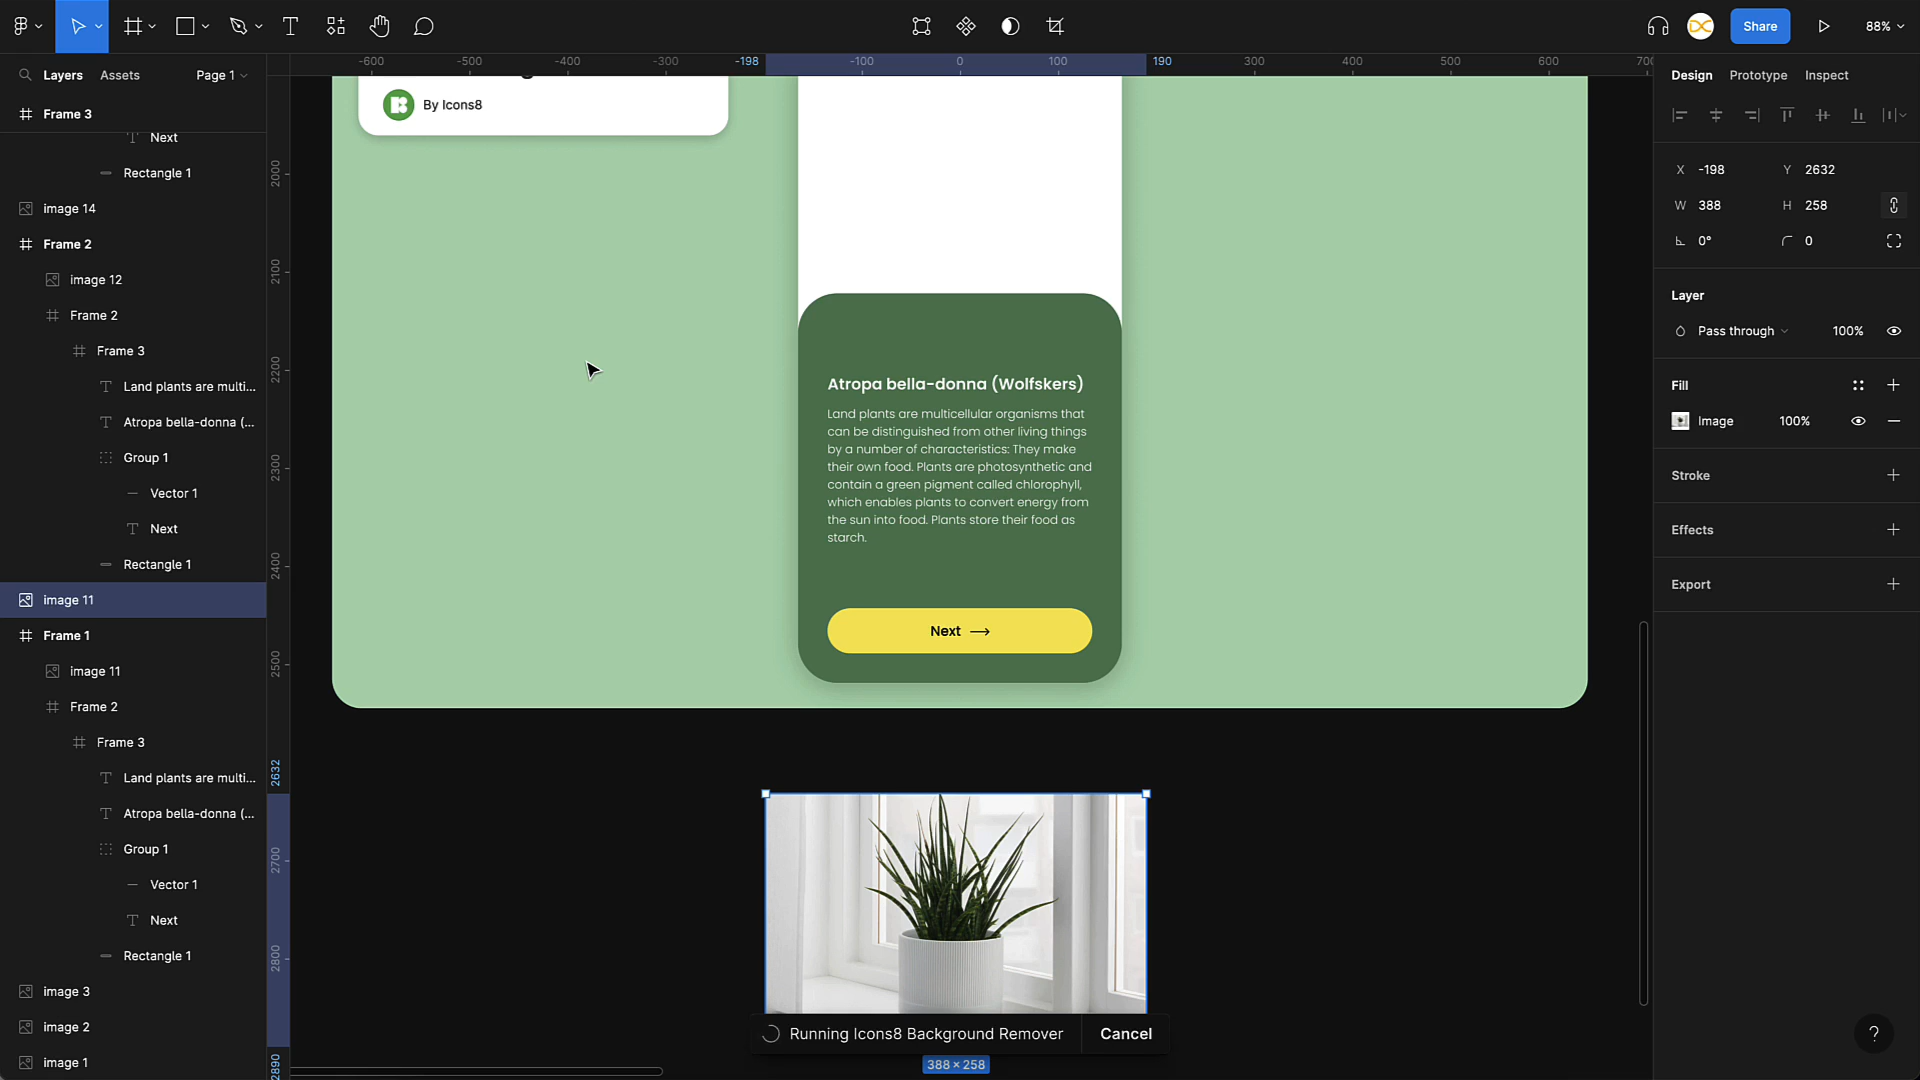 Share
88%
Layers
Assets
Page 1
-600
-500
-400
-300
-198
-100
0
100
190
300
400
500
600
Design
Prototype
Inspect
Frame 3
Next
Rectangle 1
image 14
Frame 2
image 12
Frame 2
Frame 3
Land plants are multi...
Atropa bella-donna (...
Group 1
Vector 1
Next
Rectangle 1
image 11
Frame 1
image 11
Frame 2
Frame 3
Land plants are multi...
Atropa bella-donna (...
Group 1
Vector 1
Next
Rectangle 1
image 3
image 2
image 1
2000
2100
2200
2300
2400
2500
2632
2700
2800
2890
By Icons8
Atropa bella-donna (Wolfskers)
Land plants are multicellular organisms that
can be distinguished from other living things
by a number of characteristics: They make
their own food. Plants are photosynthetic and
contain a green pigment called chlorophyll,
which enables plants to convert energy from
the sun into food. Plants store their food as
starch.
Next
Running Icons8 Background Remover
Cancel
388 × 258
X -198 Y 2632
W 388 H 258
0° 0
Layer
Pass through 100%
Fill
Image 100%
Stroke
Effects
Export
?